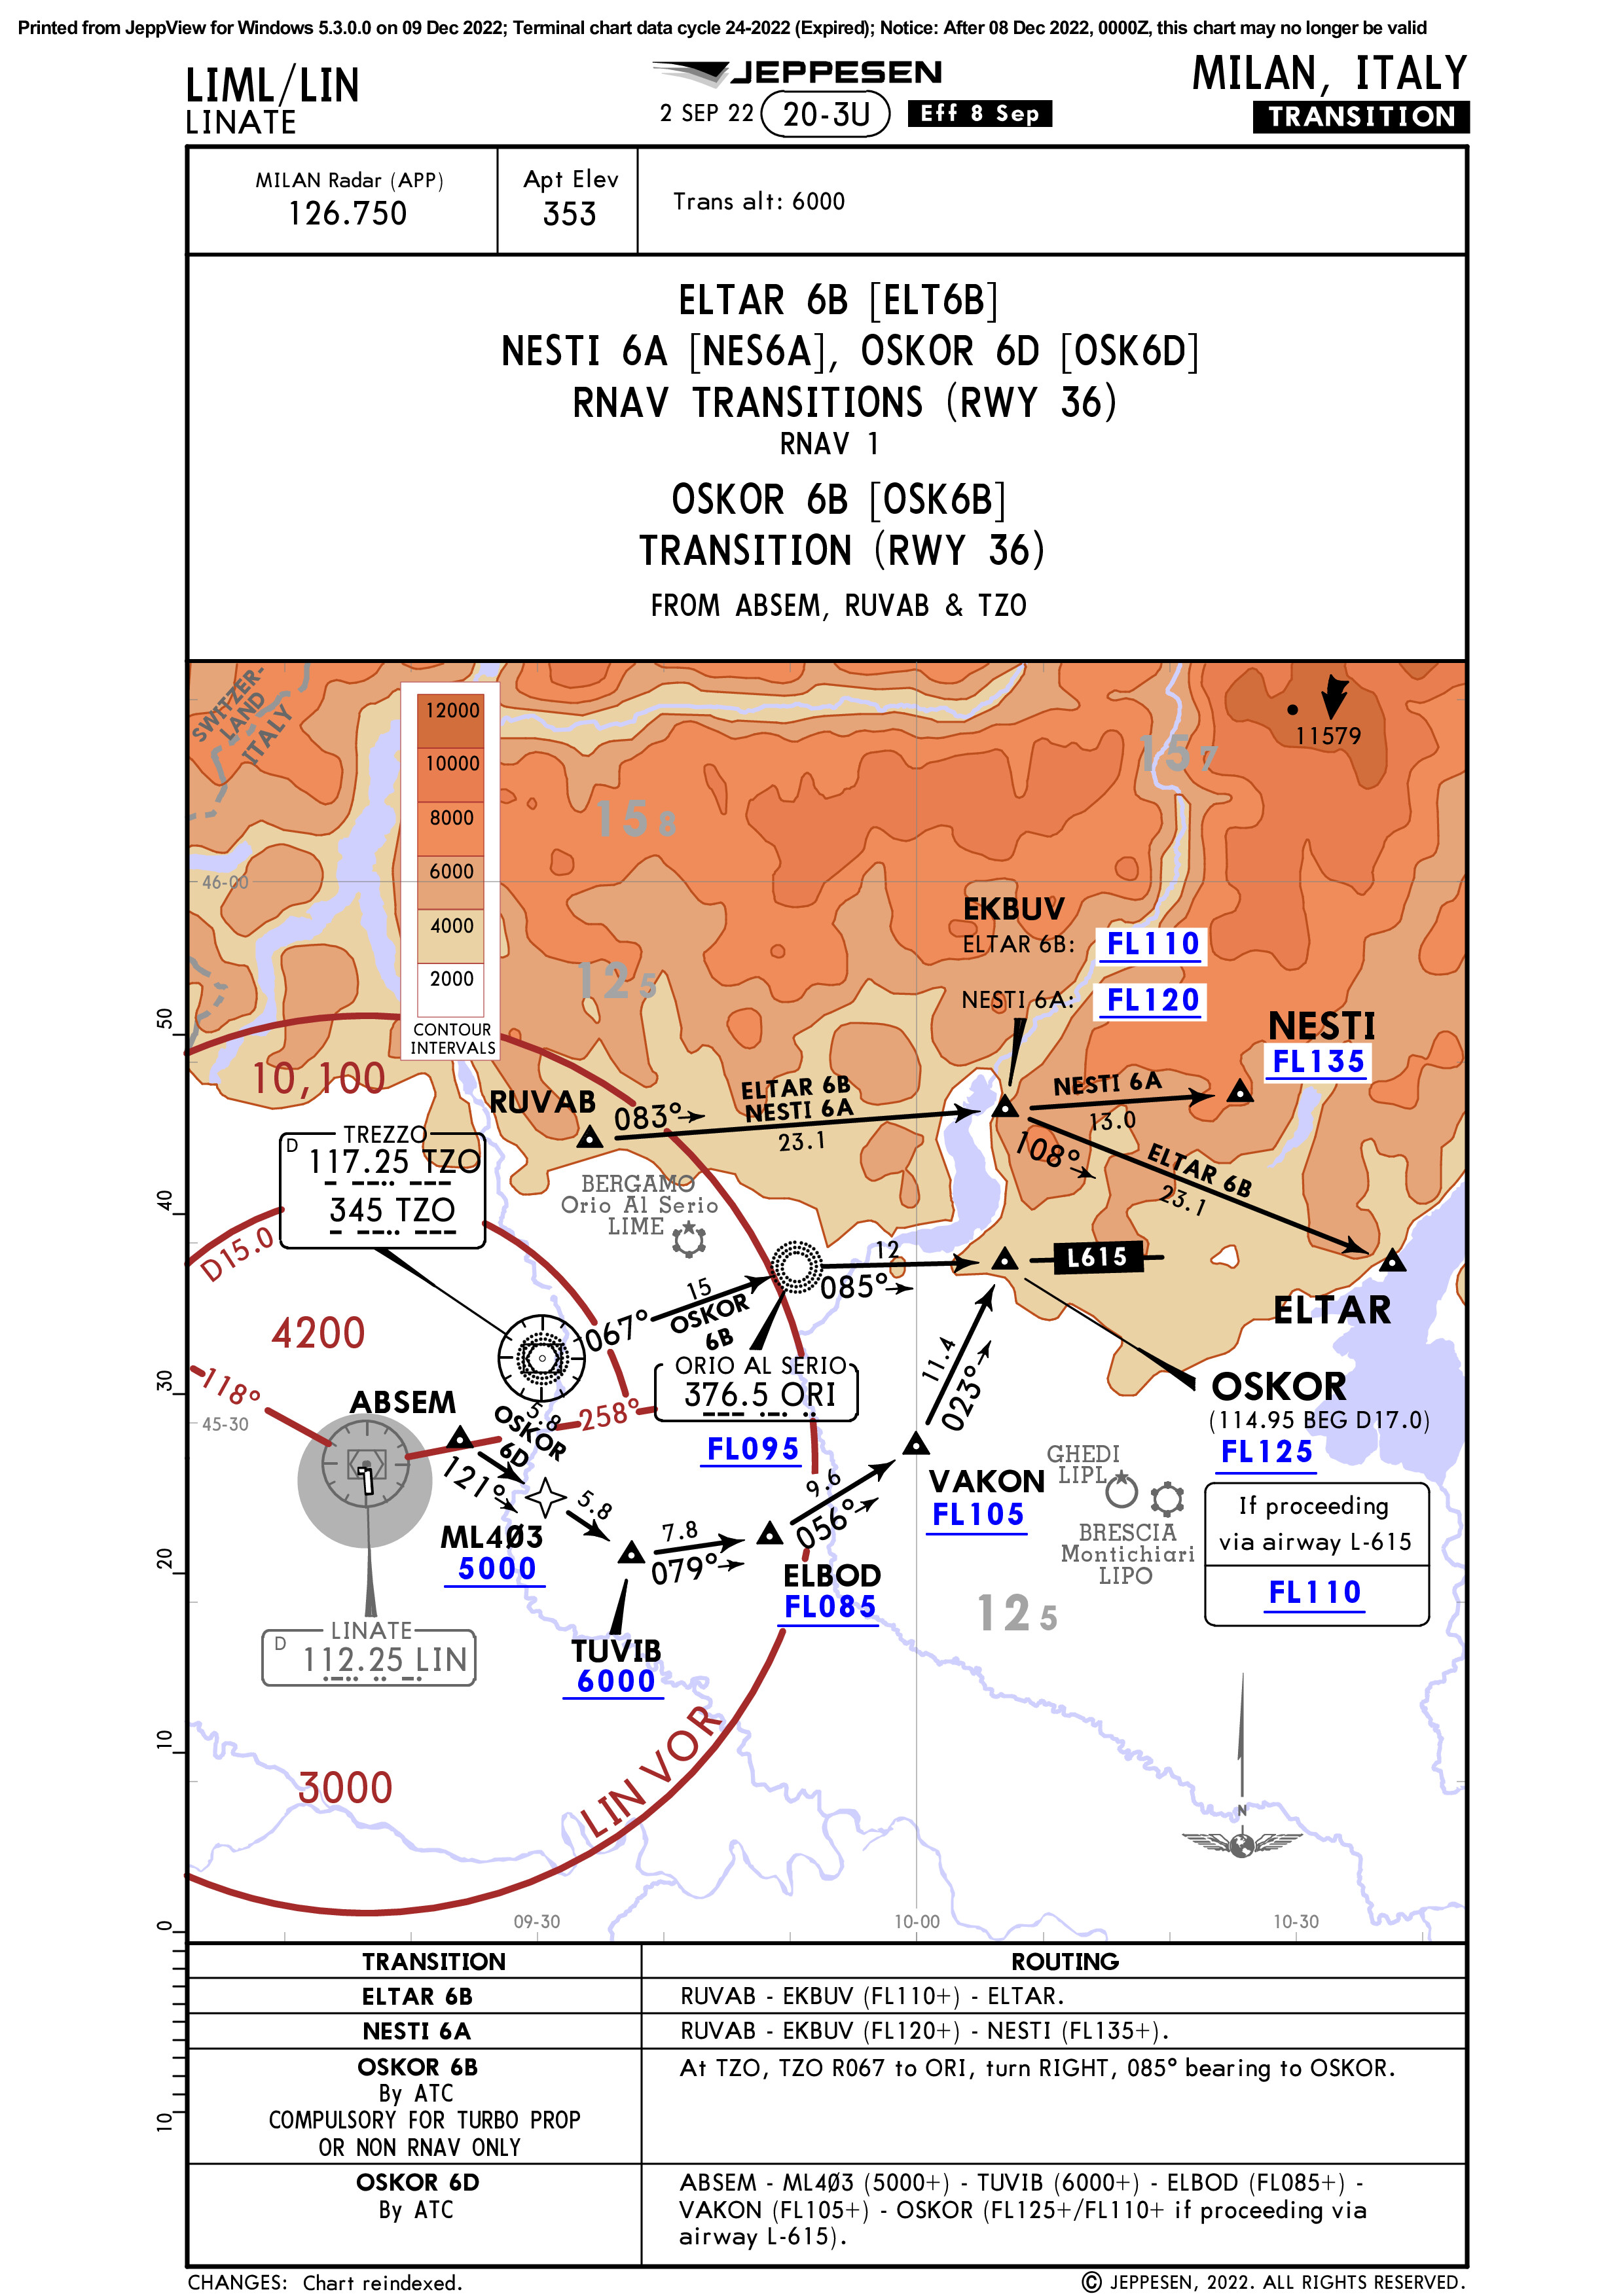 Printed from JeppView for Windows 5.3.0.0 on 09 Dec 2022; Terminal chart data cycle 24-2022 (Expired); Notice: After 08 Dec 2022, 0000Z, this chart may no longer be valid
LIML/LIN
LINATE
JEPPESEN
2 SEP 22
20-3U
Eff 8 Sep
MILAN, ITALY
TRANSITION
MILAN Radar (APP)
126.750
Apt Elev
353
Trans alt: 6000
ELTAR 6B [ELT6B]
NESTI 6A [NES6A], OSKOR 6D [OSK6D]
RNAV TRANSITIONS (RWY 36)
RNAV 1
OSKOR 6B [OSK6B]
TRANSITION (RWY 36)
FROM ABSEM, RUVAB & TZO
SWITZER-
LAND
ITALY
12000
10000
8000
6000
4000
2000
CONTOUR
INTERVALS
11579
15 7
15 8
46-00
12 5
EKBUV
ELTAR 6B: FL110
NESTI 6A: FL120
NESTI
FL135
50
10,100
RUVAB
083°
ELTAR 6B
NESTI 6A
23.1
NESTI 6A
13.0
108°
ELTAR 6B
23.1
TREZZO
D 117.25 TZO
345 TZO
BERGAMO
Orio Al Serio
LIME
40
D15.0
12
085°
L615
ELTAR
4200
067°
15
OSKOR
6B
ORIO AL SERIO
376.5 ORI
FL095
30
118°
45-30
ABSEM
258°
5.8
OSKOR
6D
121°
11.4
023°
OSKOR
(114.95 BEG D17.0)
FL125
If proceeding
via airway L-615
FL110
GHEDI
LIPL
BRESCIA
Montichiari
LIPO
VAKON
FL105
9.6
056°
ML4Ø3
5000
5.8
7.8
079°
ELBOD
FL085
20
TUVIB
6000
LINATE
D 112.25 LIN
12 5
10
3000
LIN VOR
N
0
09-30
10-00
10-30
10
TRANSITION
ROUTING
ELTAR 6B
RUVAB - EKBUV (FL110+) - ELTAR.
NESTI 6A
RUVAB - EKBUV (FL120+) - NESTI (FL135+).
OSKOR 6B
By ATC
COMPULSORY FOR TURBO PROP
OR NON RNAV ONLY
At TZO, TZO R067 to ORI, turn RIGHT, 085° bearing to OSKOR.
OSKOR 6D
By ATC
ABSEM - ML4Ø3 (5000+) - TUVIB (6000+) - ELBOD (FL085+) -
VAKON (FL105+) - OSKOR (FL125+/FL110+ if proceeding via
airway L-615).
CHANGES: Chart reindexed.
© JEPPESEN, 2022. ALL RIGHTS RESERVED.